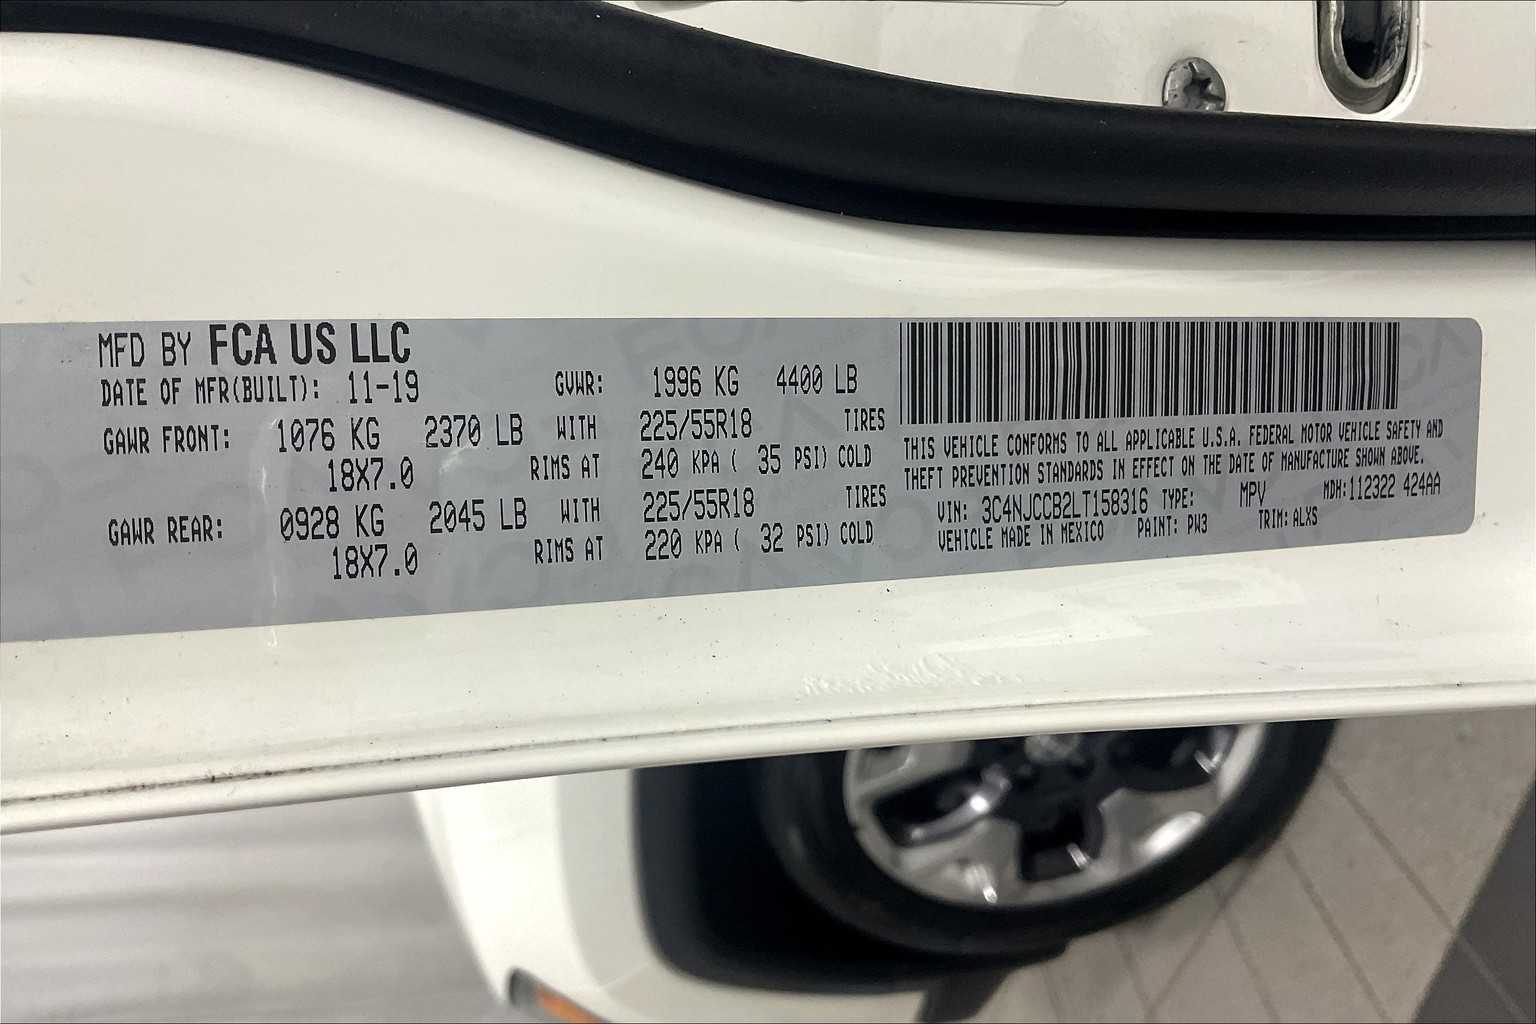 MFD BY FCA US LLC
DATE OF MFR(BUILT): 11-19 GVWR: 1996 KG 4400 LB
GAWR FRONT: 1076 KG 2370 LB WITH 225/55R18 TIRES
18X7.0 RIMS AT 240 KPA ( 35 PSI) COLD
GAWR REAR: 0928 KG 2045 LB WITH 225/55R18 TIRES
18X7.0 RIMS AT 220 KPA ( 32 PSI) COLD
THIS VEHICLE CONFORMS TO ALL APPLICABLE U.S.A. FEDERAL MOTOR VEHICLE SAFETY AND
THEFT PREVENTION STANDARDS IN EFFECT ON THE DATE OF MANUFACTURE SHOWN ABOVE.
VIN: 3C4NJCCB2LT158316 TYPE: MPV MDH:112322 424AA
VEHICLE MADE IN MEXICO PAINT: PW3 TRIM: ALXS